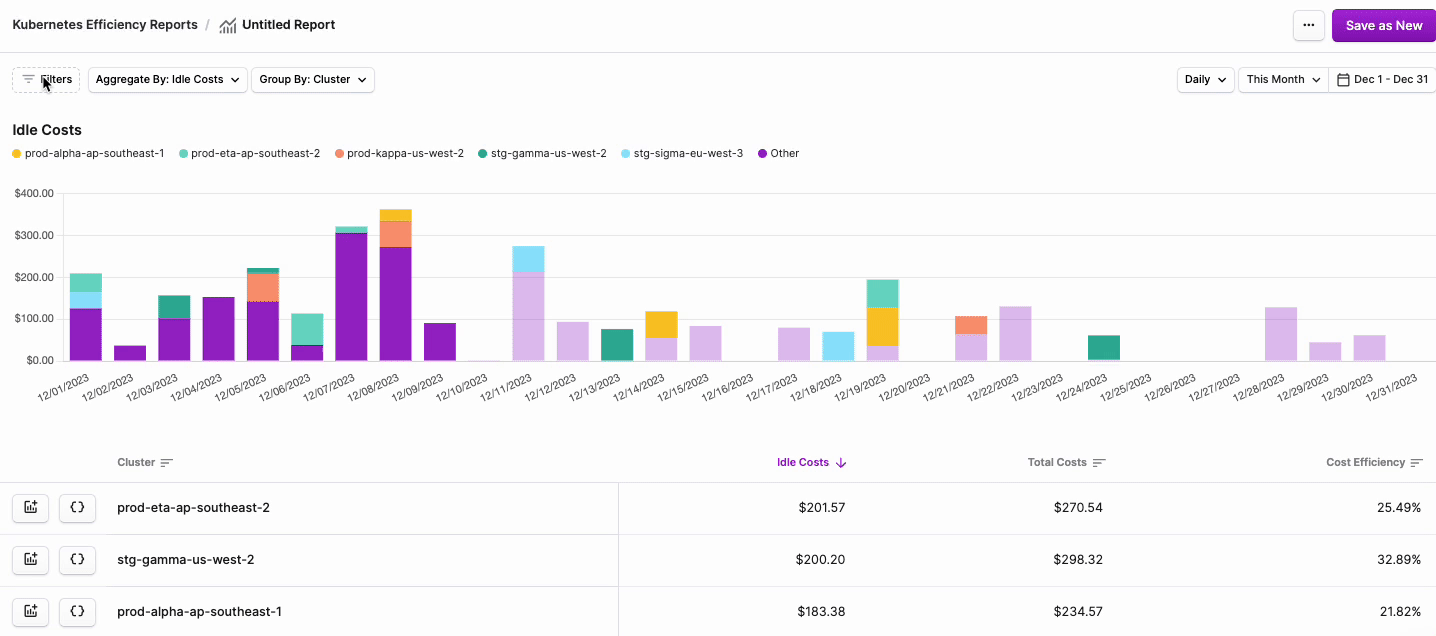 Kubernetes Efficiency Reports / Untitled Report
... Save as New
Filters Aggregate By: Idle Costs Group By: Cluster Daily This Month Dec 1 - Dec 31
Idle Costs
prod-alpha-ap-southeast-1 prod-eta-ap-southeast-2 prod-kappa-us-west-2 stg-gamma-us-west-2 stg-sigma-eu-west-3 Other
$400.00
$300.00
$200.00
$100.00
$0.00
12/01/2023 12/02/2023 12/03/2023 12/04/2023 12/05/2023 12/06/2023 12/07/2023 12/08/2023 12/09/2023 12/10/2023 12/11/2023 12/12/2023 12/13/2023 12/14/2023 12/15/2023 12/16/2023 12/17/2023 12/18/2023 12/19/2023 12/20/2023 12/21/2023 12/22/2023 12/23/2023 12/24/2023 12/25/2023 12/26/2023 12/27/2023 12/28/2023 12/29/2023 12/30/2023 12/31/2023
Cluster Idle Costs Total Costs Cost Efficiency
{} prod-eta-ap-southeast-2 $201.57 $270.54 25.49%
{} stg-gamma-us-west-2 $200.20 $298.32 32.89%
{} prod-alpha-ap-southeast-1 $183.38 $234.57 21.82%